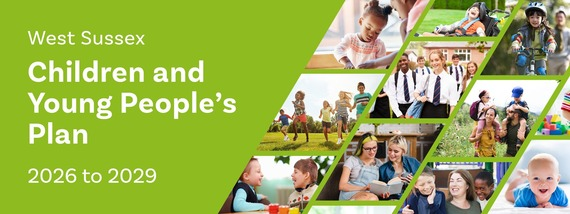 West Sussex
Children and
Young People’s
Plan
2026 to 2029